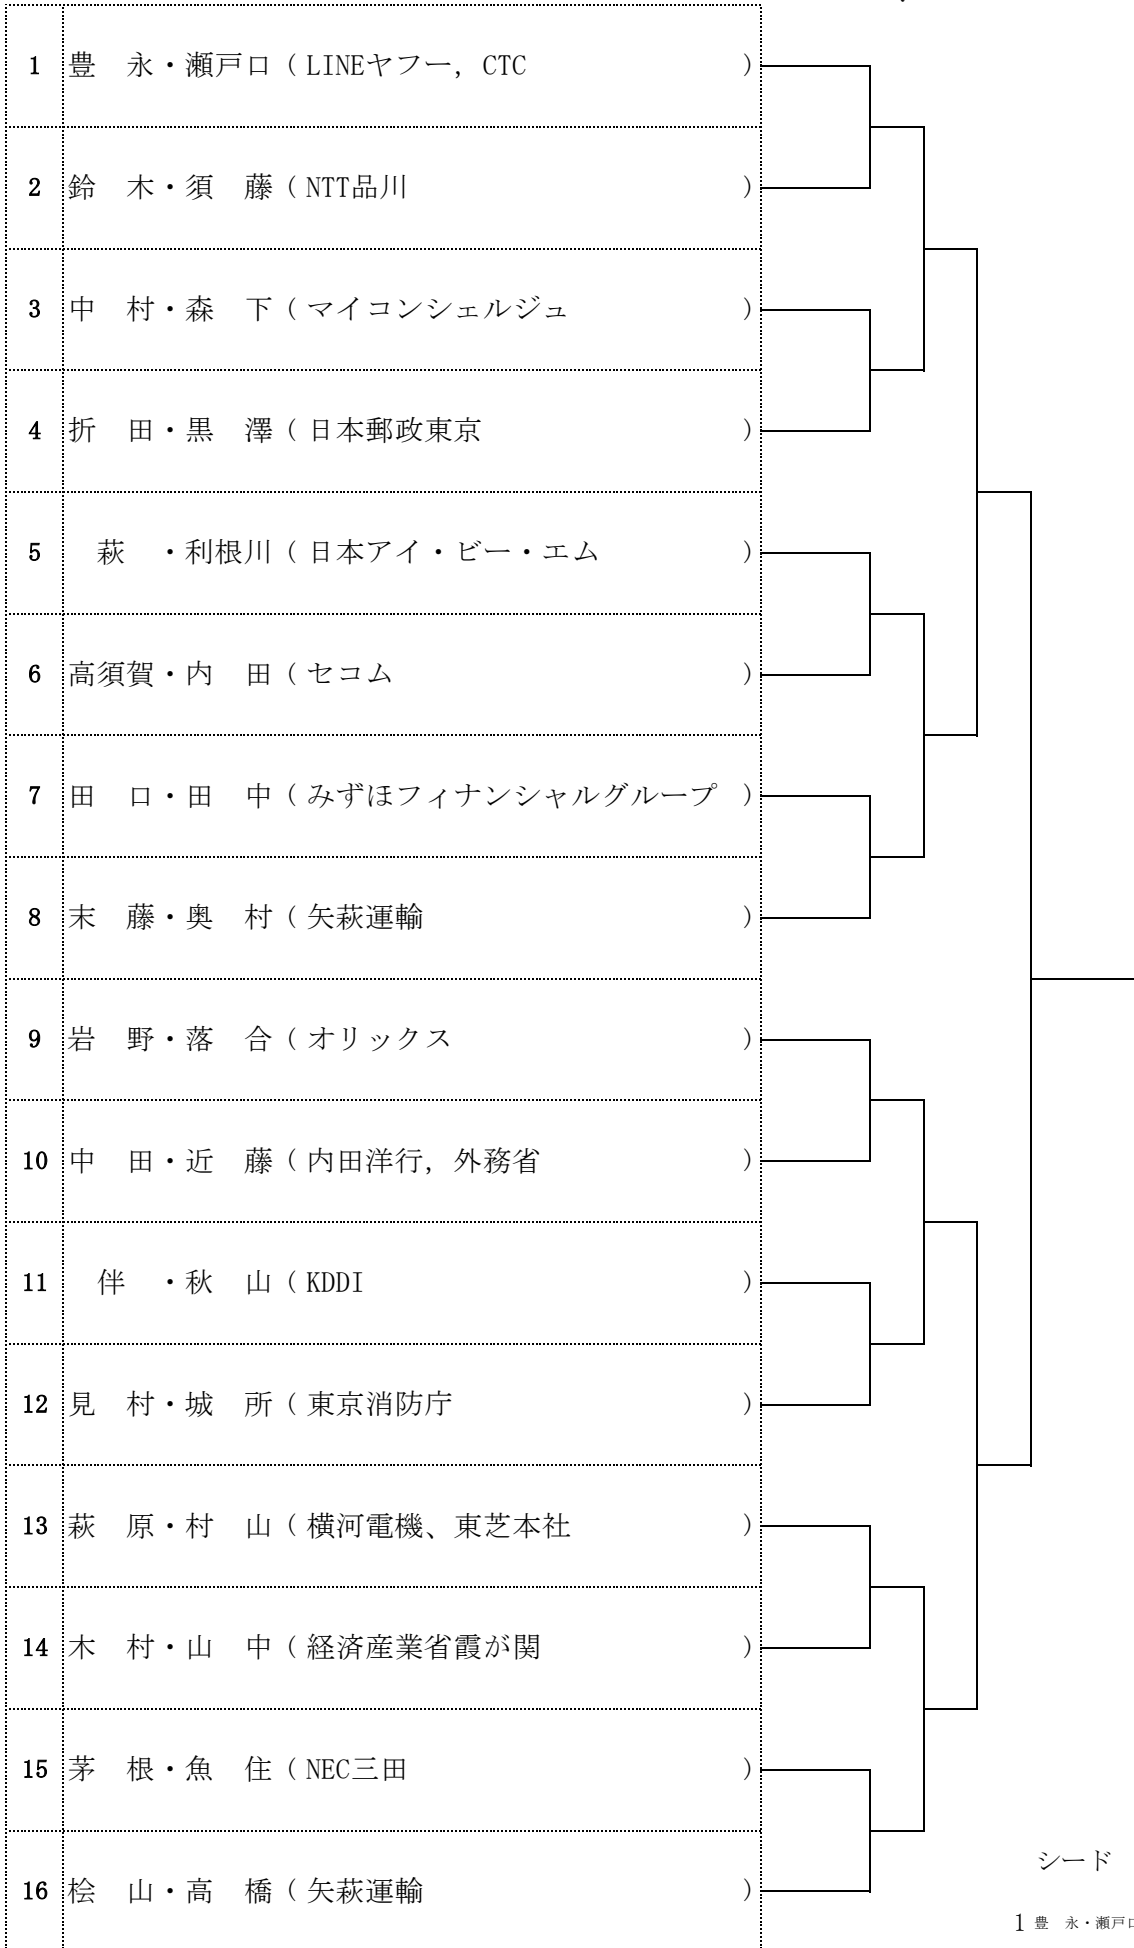 1 豊　永・瀬戸口（ LINEヤフー, CTC ）
2 鈴　木・須　藤（ NTT品川 ）
3 中　村・森　下（ マイコンシェルジュ ）
4 折　田・黒　澤（ 日本郵政東京 ）
5 　萩　・利根川（ 日本アイ・ビー・エム ）
6 高須賀・内　田（ セコム ）
7 田　口・田　中（ みずほフィナンシャルグループ ）
8 末　藤・奥　村（ 矢萩運輸 ）
9 岩　野・落　合（ オリックス ）
10 中　田・近　藤（ 内田洋行, 外務省 ）
11 　伴　・秋　山（ KDDI ）
12 見　村・城　所（ 東京消防庁 ）
13 萩　原・村　山（ 横河電機、東芝本社 ）
14 木　村・山　中（ 経済産業省霞が関 ）
15 茅　根・魚　住（ NEC三田 ）
16 桧　山・高　橋（ 矢萩運輸 ）
シード
1 豊　永・瀬戸口